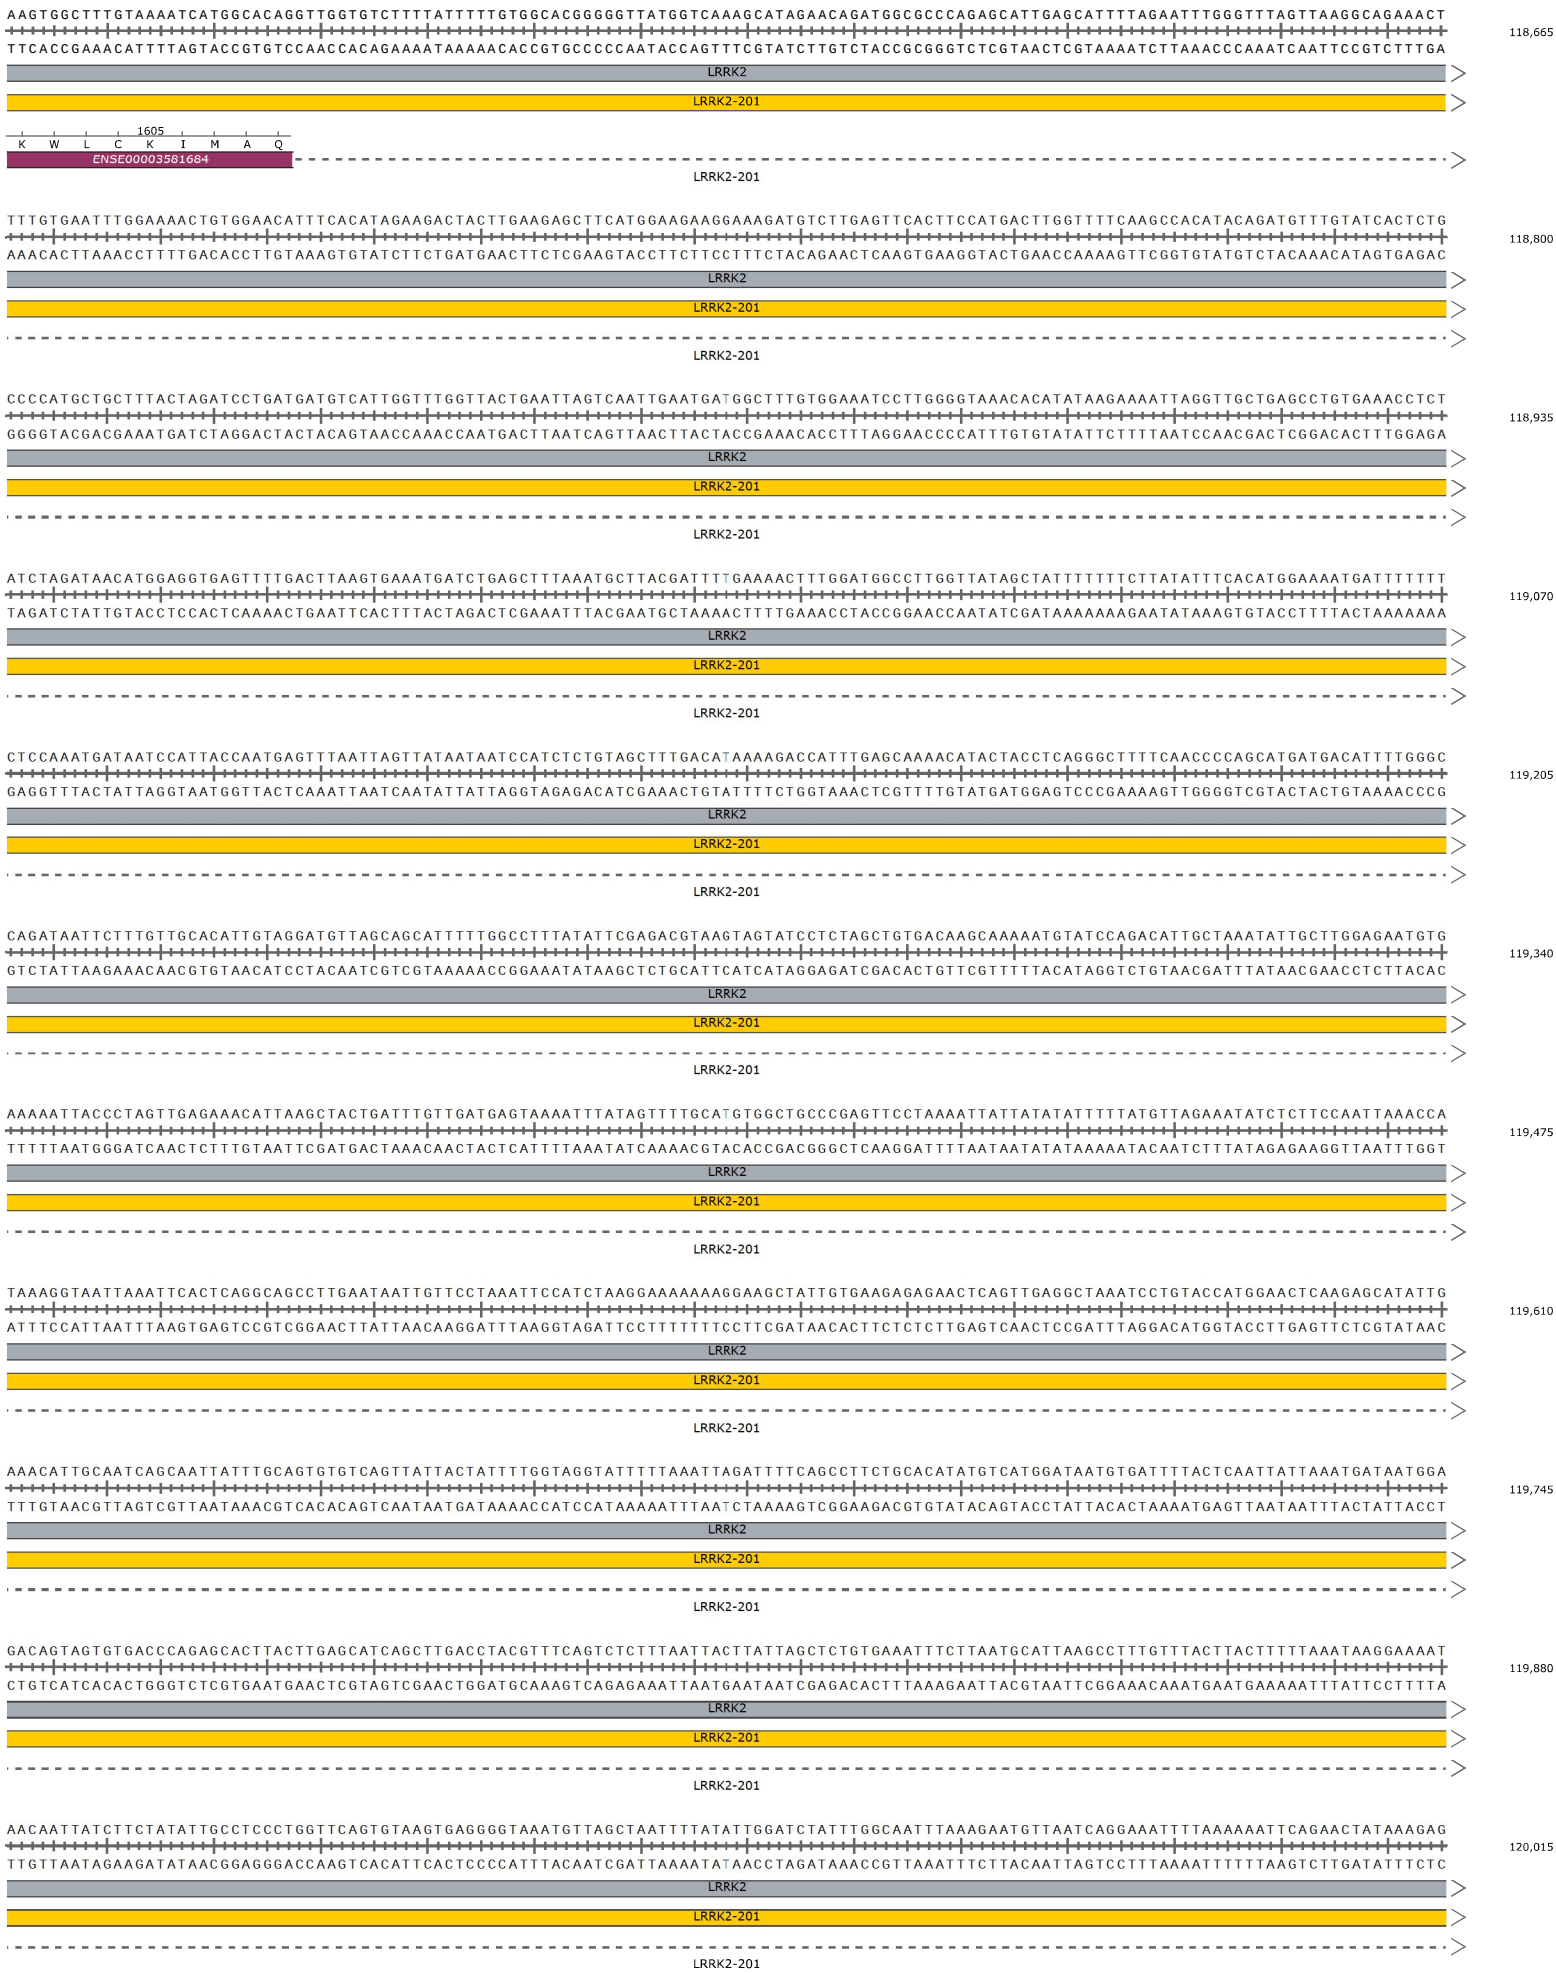 AAGTGGCTTTGTAAAATCATGGCACAGGTTGGTGTCTTTTATTTTTGTGGCACGGGGGTTATGGTCAAAGCATAGAACAGATGGCGCCCAGAGCATTGAGCATTTTAGAATTTGGGTTTAGTTAAGGCAGAAACT
118,665
TTCACCGAAACATTTTAGTACCGTGTCCAACCACAGAAAATAAAAACACCGTGCCCCCAATACCAGTTTCGTATCTTGTCTACCGCGGGTCTCGTAACTCGTAAAATCTTAAACCCAAATCAATTCCGTCTTTGA
LRRK2
LRRK2-201
1605
K W L C K I M A Q
ENSE00003581684
LRRK2-201
TTTGTGAATTTGGAAAACTGTGGAACATTTCACATAGAAGACTACTTGAAGAGCTTCATGGAAGAAGGAAAGATGTCTTGAGTTCACTTCCATGACTTGGTTTTCAAGCCACATACAGATGTTTGTATCACTCTG
118,800
AAACACTTAAACCTTTTGACACCTTGTAAAGTGTATCTTCTGATGAACTTCTCGAAGTACCTTCTTCCTTTCTACAGAACTCAAGTGAAGGTACTGAACCAAAAGTTCGGTGTATGTCTACAAACATAGTGAGAC
LRRK2
LRRK2-201
LRRK2-201
CCCCATGCTGCTTTACTAGATCCTGATGATGTCATTGGTTTGGTTACTGAATTAGTCAATTGAATGATGGCTTTGTGGAAATCCTTGGGGTAAACACATATAAGAAAATTAGGTTGCTGAGCCTGTGAAACCTCT
118,935
GGGGTACGACGAAATGATCTAGGACTACTACAGTAACCAAACCAATGACTTAATCAGTTAACTTACTACCGAAACACCTTTAGGAACCCCATTTGTGTATATTCTTTTAATCCAACGACTCGGACACTTTGGAGA
LRRK2
LRRK2-201
LRRK2-201
ATCTAGATAACATGGAGGTGAGTTTTGACTTAAGTGAAATGATCTGAGCTTTAAATGCTTACGATTTTGAAAACTTTGGATGGCCTTGGTTATAGCTATTTTTTTCTTATATTTCACATGGAAAATGATTTTTTT
119,070
TAGATCTATTGTACCTCCACTCAAAACTGAATTCACTTTACTAGACTCGAAATTTACGAATGCTAAAACTTTTGAAACCTACCGGAACCAATATCGATAAAAAAAGAATATAAAGTGTACCTTTTACTAAAAAAA
LRRK2
LRRK2-201
LRRK2-201
CTCCAAATGATAATCCATTACCAATGAGTTTAATTAGTTATAATAATCCATCTCTGTAGCTTTGACATAAAAGACCATTTGAGCAAAACATACTACCTCAGGGCTTTTCAACCCCAGCATGATGACATTTTGGGC
119,205
GAGGTTTACTATTAGGTAATGGTTACTCAAATTAATCAATATTATTAGGTAGAGACATCGAAACTGTATTTTCTGGTAAACTCGTTTTGTATGATGGAGTCCCGAAAAGTTGGGGTCGTACTACTGTAAAACCCG
LRRK2
LRRK2-201
LRRK2-201
CAGATAATTCTTTGTTGCACATTGTAGGATGTTAGCAGCATTTTTGGCCTTTATATTCGAGACGTAAGTAGTATCCTCTAGCTGTGACAAGCAAAAATGTATCCAGACATTGCTAAATATTGCTTGGAGAATGTG
119,340
GTCTATTAAGAAACAACGTGTAACATCCTACAATCGTCGTAAAAACCGGAAATATAAGCTCTGCATTCATCATAGGAGATCGACACTGTTCGTTTTTACATAGGTCTGTAACGATTTATAACGAACCTCTTACAC
LRRK2
LRRK2-201
LRRK2-201
AAAAATTACCCTAGTTGAGAAACATTAAGCTACTGATTTGTTGATGAGTAAAATTTATAGTTTTGCATGTGGCTGCCCGAGTTCCTAAAATTATTATATATTTTTATGTTAGAAATATCTCTTCCAATTAAACCA
119,475
TTTTTAATGGGATCAACTCTTTGTAATTCGATGACTAAACAACTACTCATTTTAAATATCAAAACGTACACCGACGGGCTCAAGGATTTTAATAATATATAAAAATACAATCTTTATAGAGAAGGTTAATTTGGT
LRRK2
LRRK2-201
LRRK2-201
TAAAGGTAATTAAATTCACTCAGGCAGCCTTGAATAATTGTTCCTAAATTCCATCTAAGGAAAAAAAGGAAGCTATTGTGAAGAGAGAACTCAGTTGAGGCTAAATCCTGTACCATGGAACTCAAGAGCATATTG
119,610
ATTTCCATTAATTTAAGTGAGTCCGTCGGAACTTATTAACAAGGATTTAAGGTAGATTCCTTTTTTTCCTTCGATAACACTTCTCTCTTGAGTCAACTCCGATTTAGGACATGGTACCTTGAGTTCTCGTATAAC
LRRK2
LRRK2-201
LRRK2-201
AAACATTGCAATCAGCAATTATTTGCAGTGTGTCAGTTATTACTATTTTGGTAGGTATTTTTAAATTAGATTTTCAGCCTTCTGCACATATGTCATGGATAATGTGATTTTACTCAATTATTAAATGATAATGGA
119,745
TTTGTAACGTTAGTCGTTAATAAACGTCACACAGTCAATAATGATAAAACCATCCATAAAAATTTAATCTAAAAGTCGGAAGACGTGTATACAGTACCTATTACACTAAAATGAGTTAATAATTTACTATTACCT
LRRK2
LRRK2-201
LRRK2-201
GACAGTAGTGTGACCCAGAGCACTTACTTGAGCATCAGCTTGACCTACGTTTCAGTCTCTTTAATTACTTATTAGCTCTGTGAAATTTCTTAATGCATTAAGCCTTTGTTTACTTACTTTTTAAATAAGGAAAAT
119,880
CTGTCATCACACTGGGTCTCGTGAATGAACTCGTAGTCGAACTGGATGCAAAGTCAGAGAAATTAATGAATAATCGAGACACTTTAAAGAATTACGTAATTCGGAAACAAATGAATGAAAAATTTATTCCTTTTA
LRRK2
LRRK2-201
LRRK2-201
AACAATTATCTTCTATATTGCCTCCCTGGTTCAGTGTAAGTGAGGGGTAAATGTTAGCTAATTTTATATTGGATCTATTTGGCAATTTAAAGAATGTTAATCAGGAAATTTTAAAAAATTCAGAACTATAAAGAG
120,015
TTGTTAATAGAAGATATAACGGAGGGACCAAGTCACATTCACTCCCCATTTACAATCGATTAAAATATAACCTAGATAAACCGTTAAATTTCTTACAATTAGTCCTTTAAAATTTTTTAAGTCTTGATATTTCTC
LRRK2
LRRK2-201
LRRK2-201